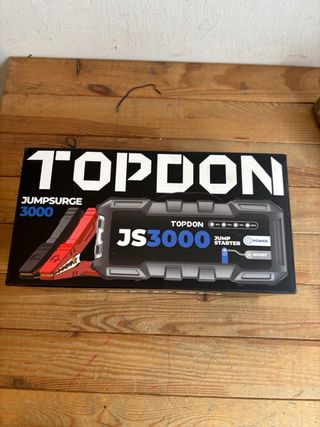 TOPDON
JUMPSURGE
3000
TOPDON
JS3000
JUMP
STARTER
POWER
BOOST